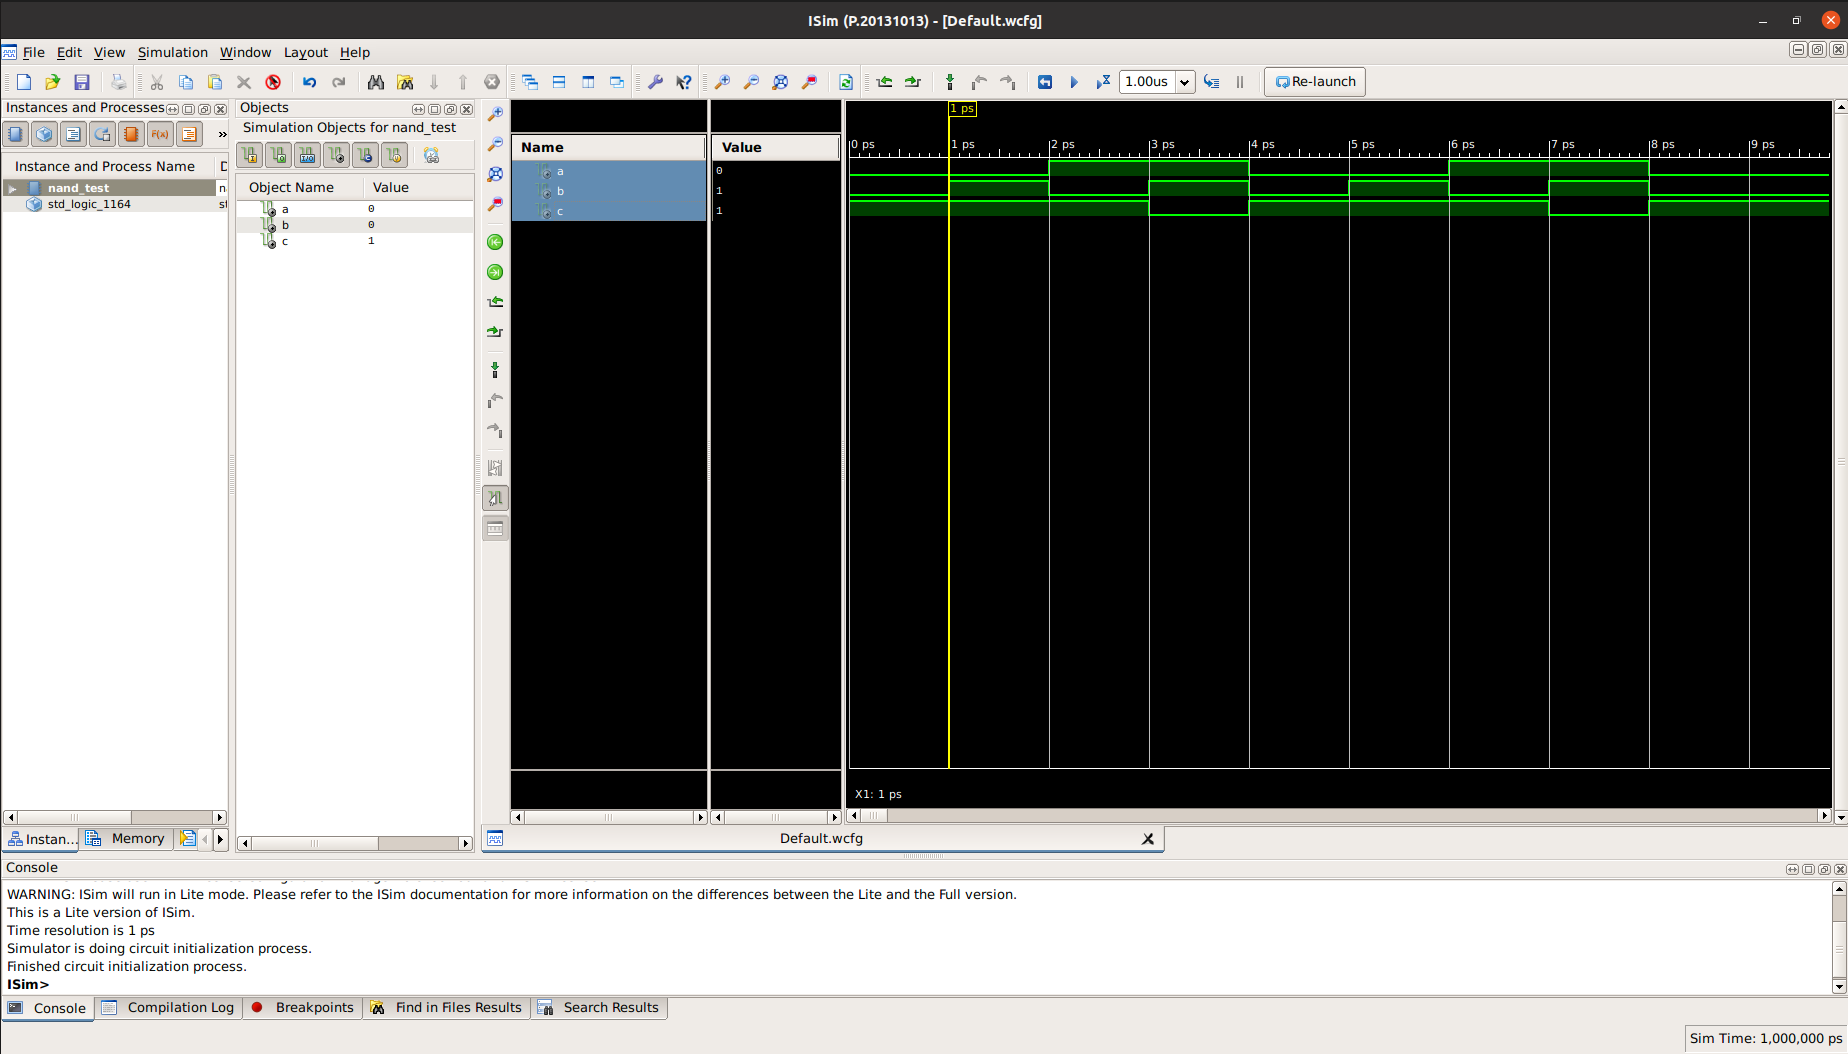 ISim (P.20131013) - [Default.wcfg]
File Edit View Simulation Window Layout Help
1.00us
Re-launch
Instances and Processes
F(x)
»
Instance and Process Name D
nand_test
std_logic_1164
Instan... Memory
Objects
Simulation Objects for nand_test
Object Name Value
a 0
b 0
c 1
Name Value
a 0
b 1
c 1
1 ps
0 ps 1 ps 2 ps 3 ps 4 ps 5 ps 6 ps 7 ps 8 ps 9 ps
X1: 1 ps
Default.wcfg
Console
WARNING: ISim will run in Lite mode. Please refer to the ISim documentation for more information on the differences between the Lite and the Full version.
This is a Lite version of ISim.
Time resolution is 1 ps
Simulator is doing circuit initialization process.
Finished circuit initialization process.
ISim>
Console Compilation Log Breakpoints Find in Files Results Search Results
Sim Time: 1,000,000 ps